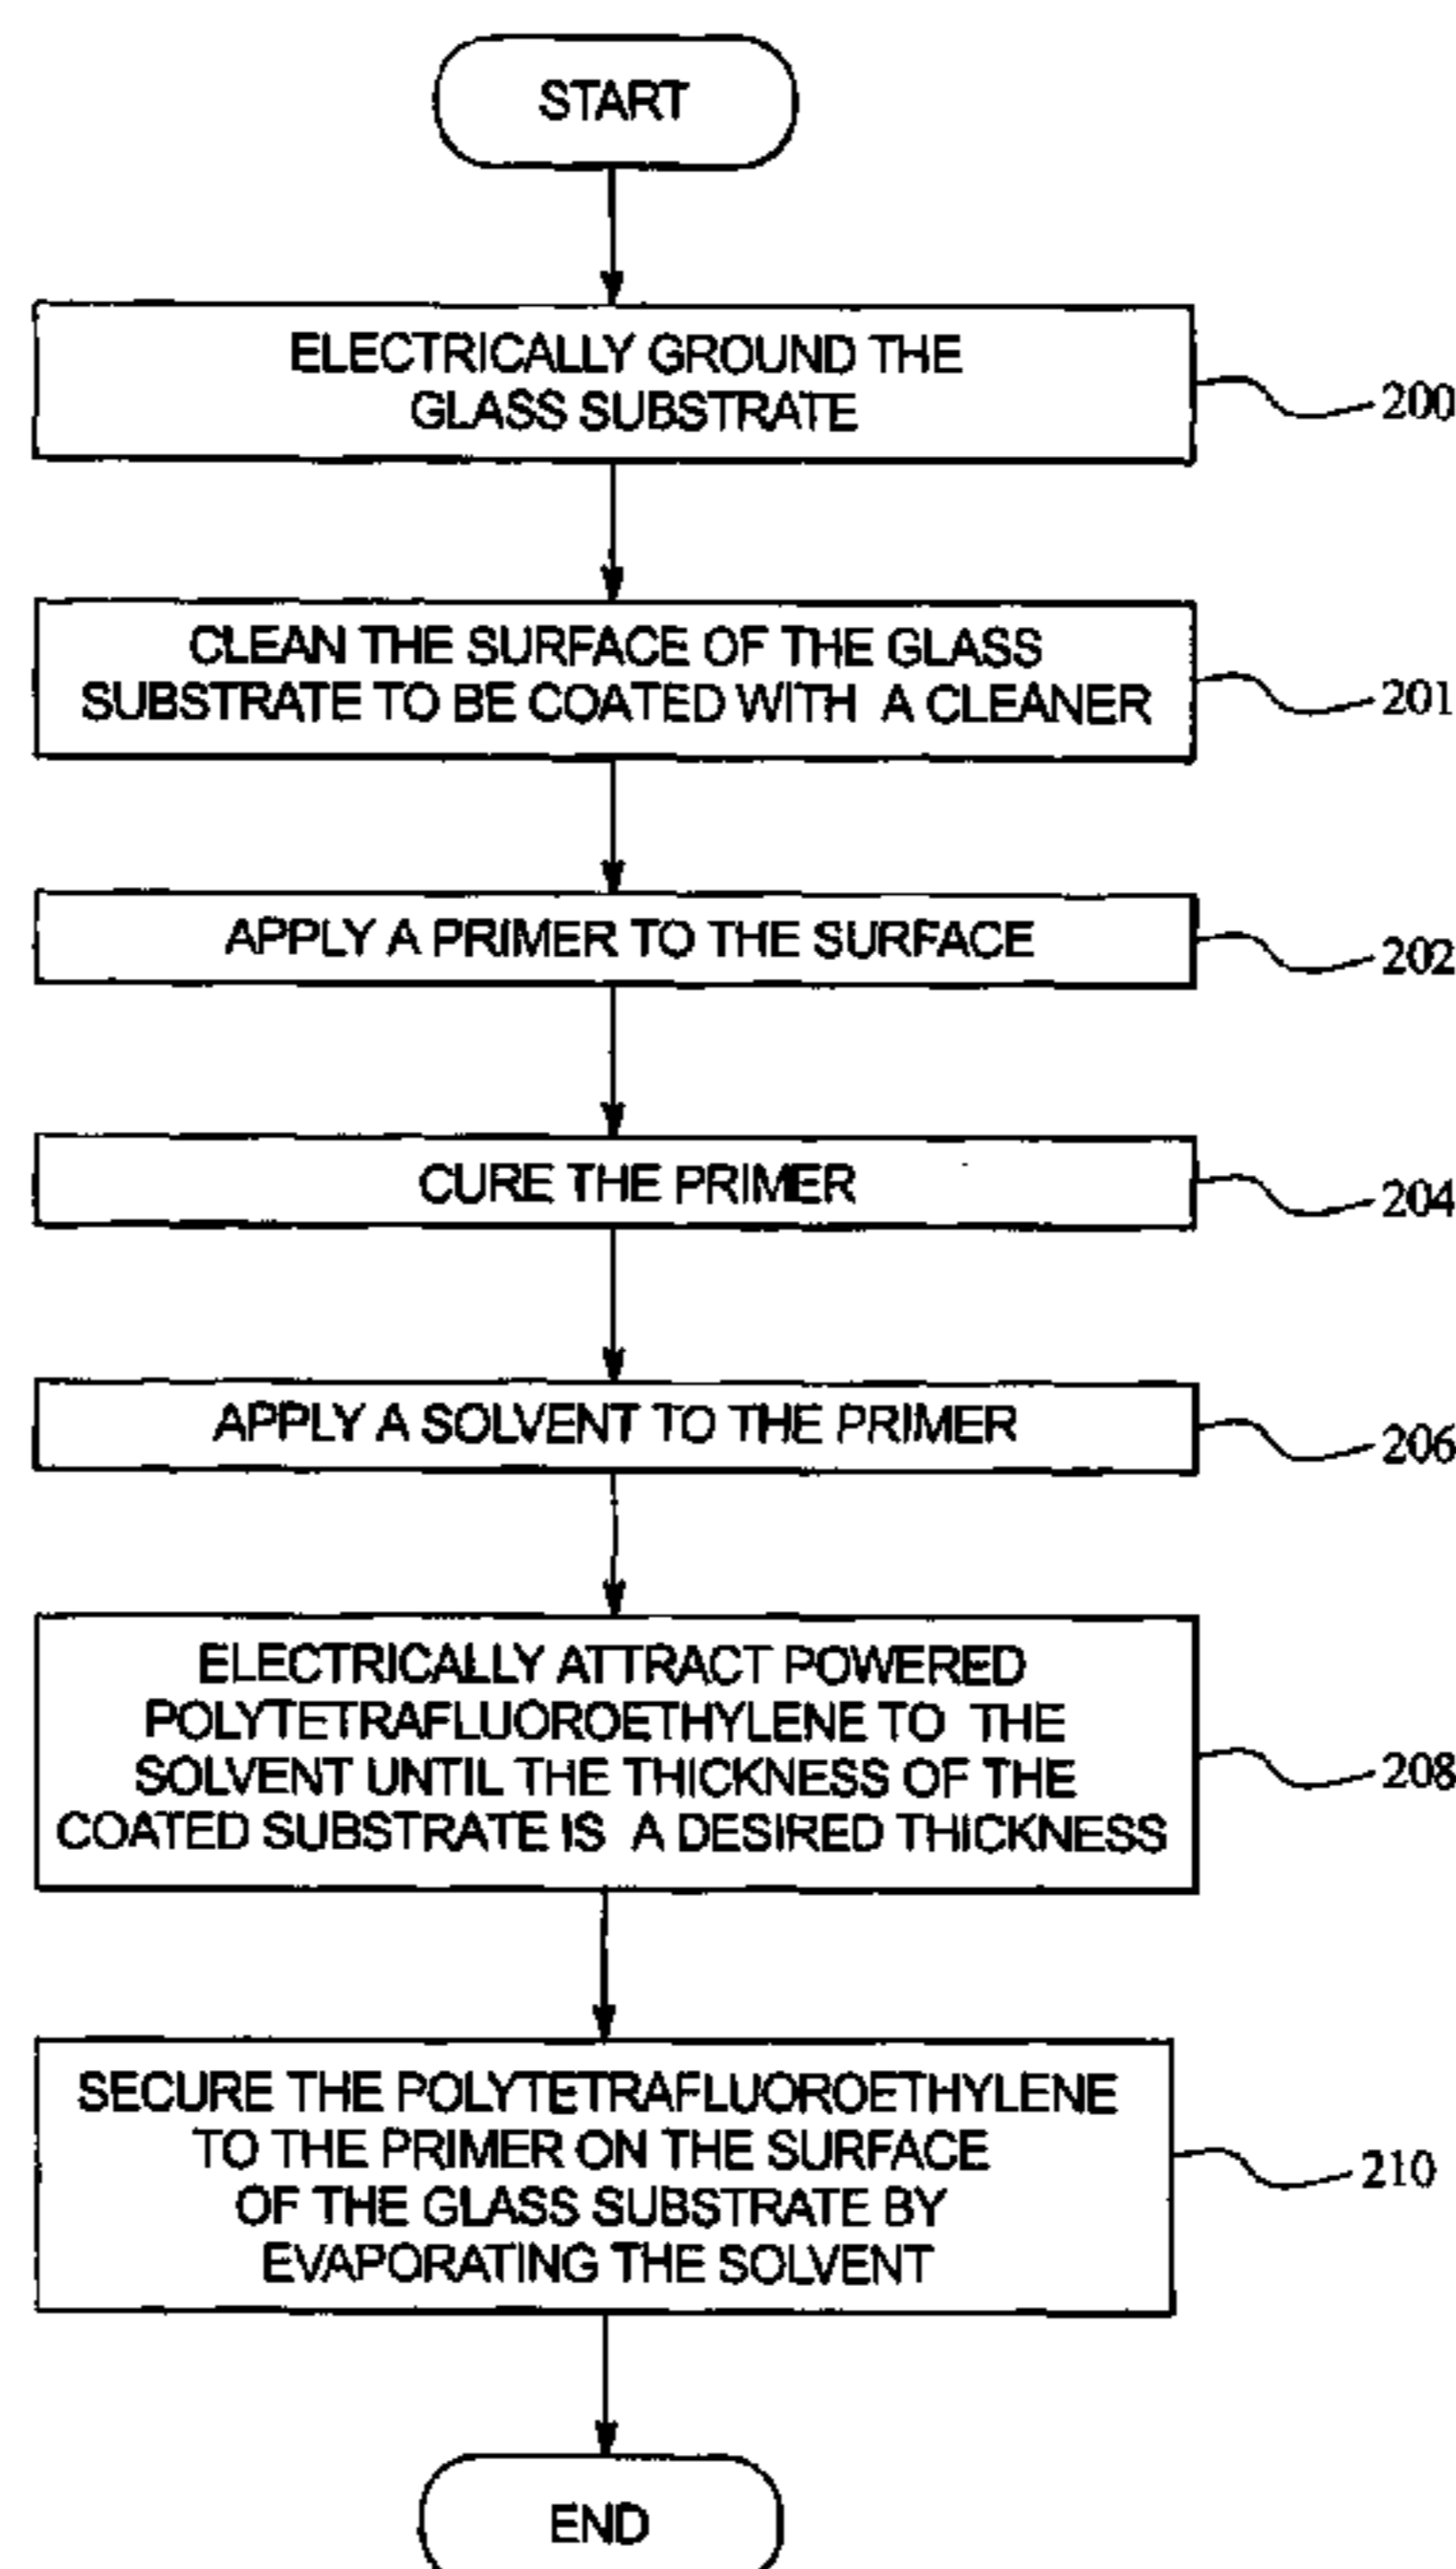 START
ELECTRICALLY GROUND THE
GLASS SUBSTRATE
200
CLEAN THE SURFACE OF THE GLASS
SUBSTRATE TO BE COATED WITH A CLEANER
201
APPLY A PRIMER TO THE SURFACE
202
CURE THE PRIMER
204
APPLY A SOLVENT TO THE PRIMER
206
ELECTRICALLY ATTRACT POWERED
POLYTETRAFLUOROETHYLENE TO THE
SOLVENT UNTIL THE THICKNESS OF THE
COATED SUBSTRATE IS A DESIRED THICKNESS
208
SECURE THE POLYTETRAFLUOROETHYLENE
TO THE PRIMER ON THE SURFACE
OF THE GLASS SUBSTRATE BY
EVAPORATING THE SOLVENT
210
END